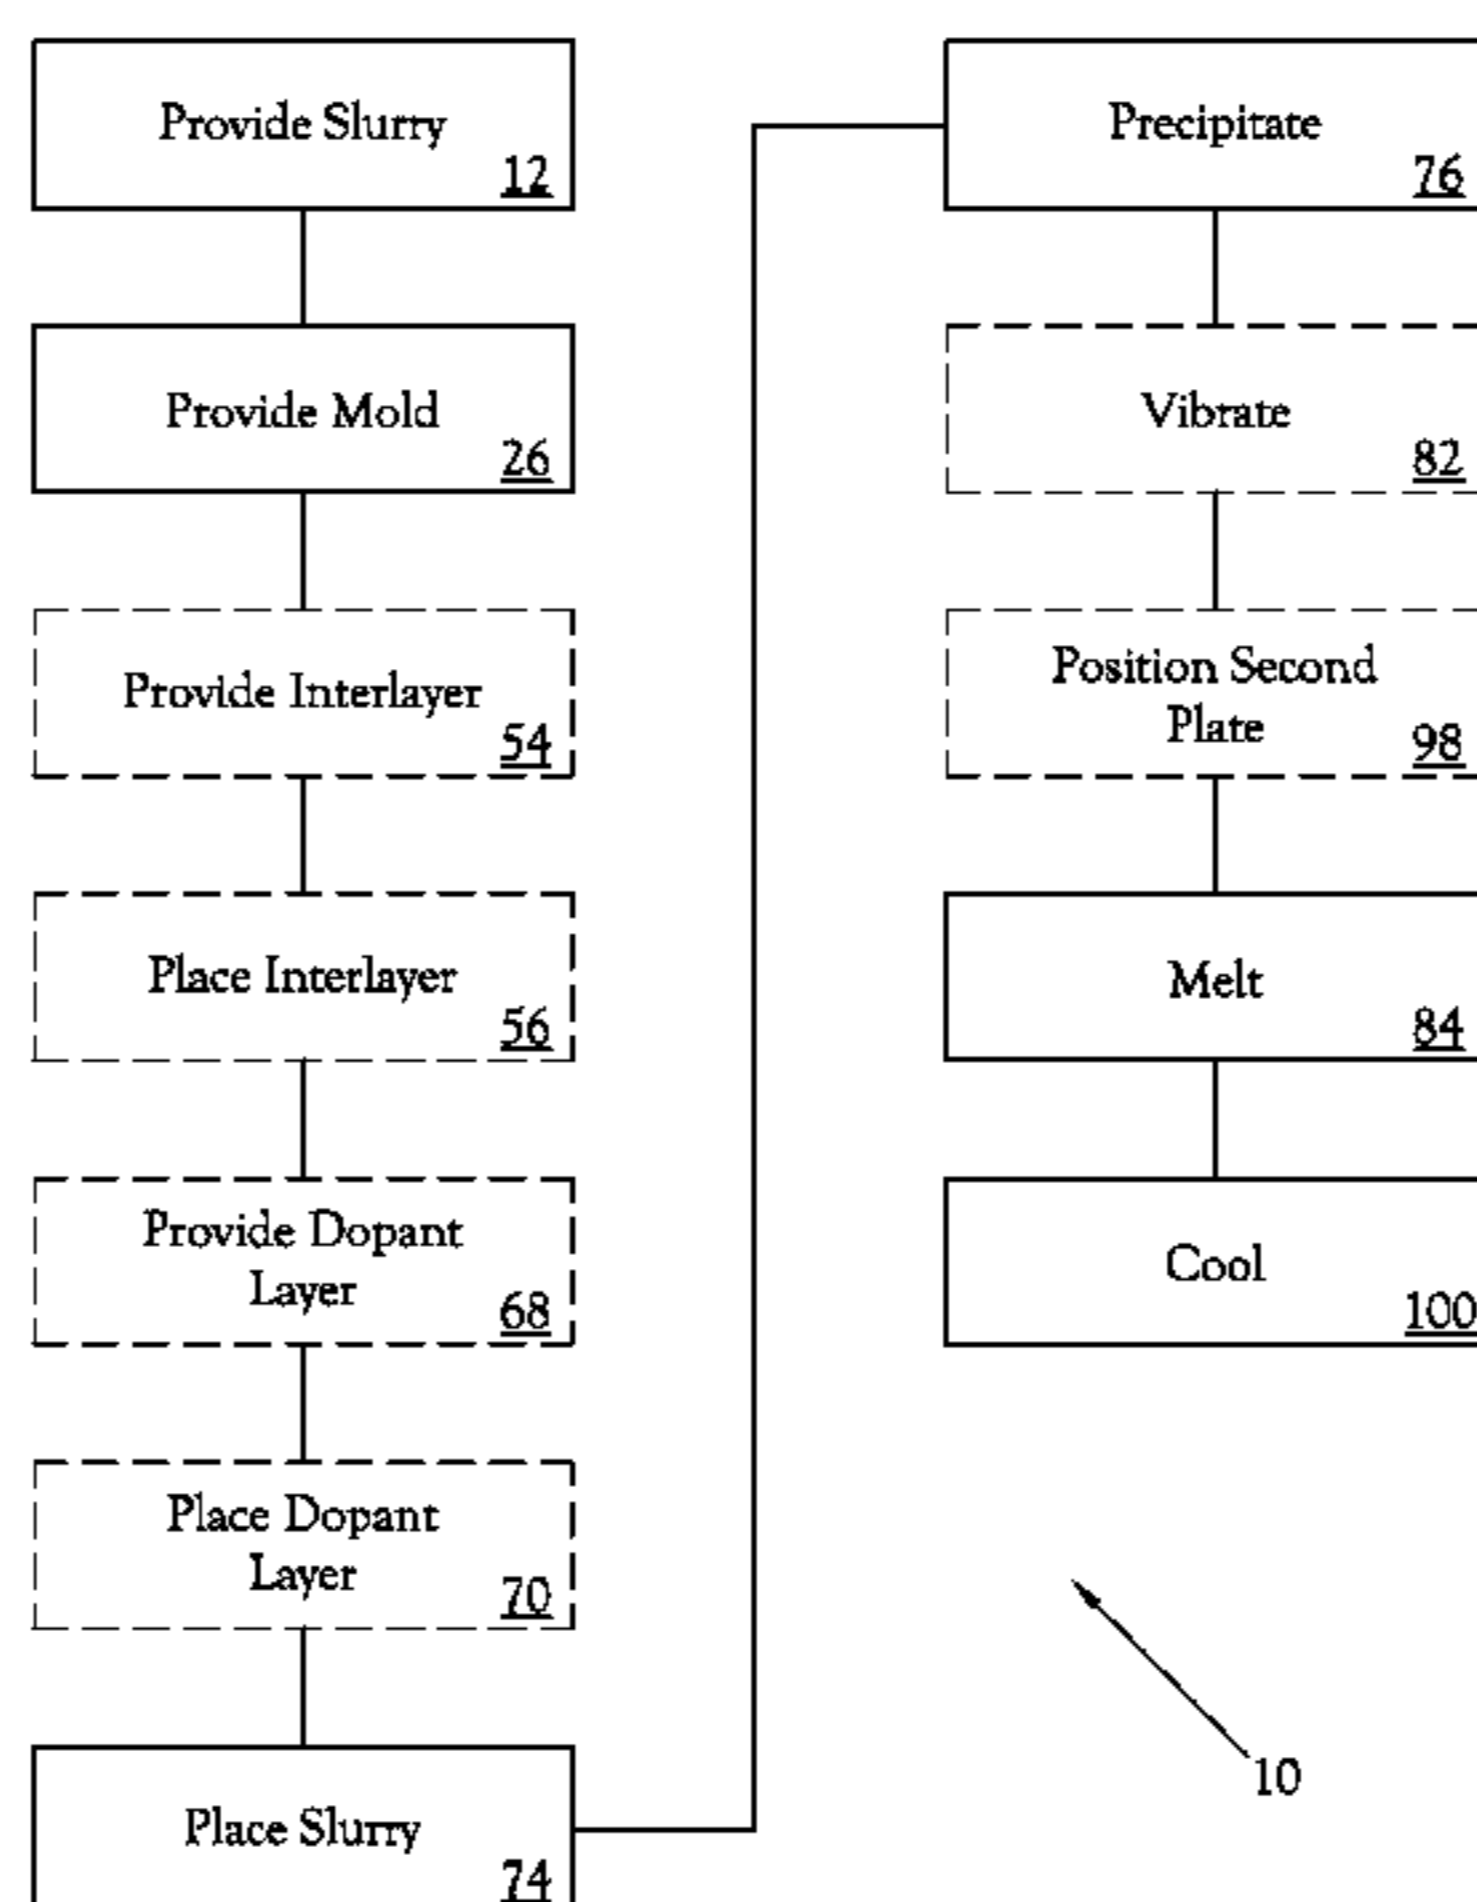 Provide Slurry
12
Provide Mold
26
Provide Interlayer
54
Place Interlayer
56
Provide Dopant
Layer
68
Place Dopant
Layer
70
Place Slurry
74
Precipitate
76
Vibrate
82
Position Second
Plate
98
Melt
84
Cool
100
10